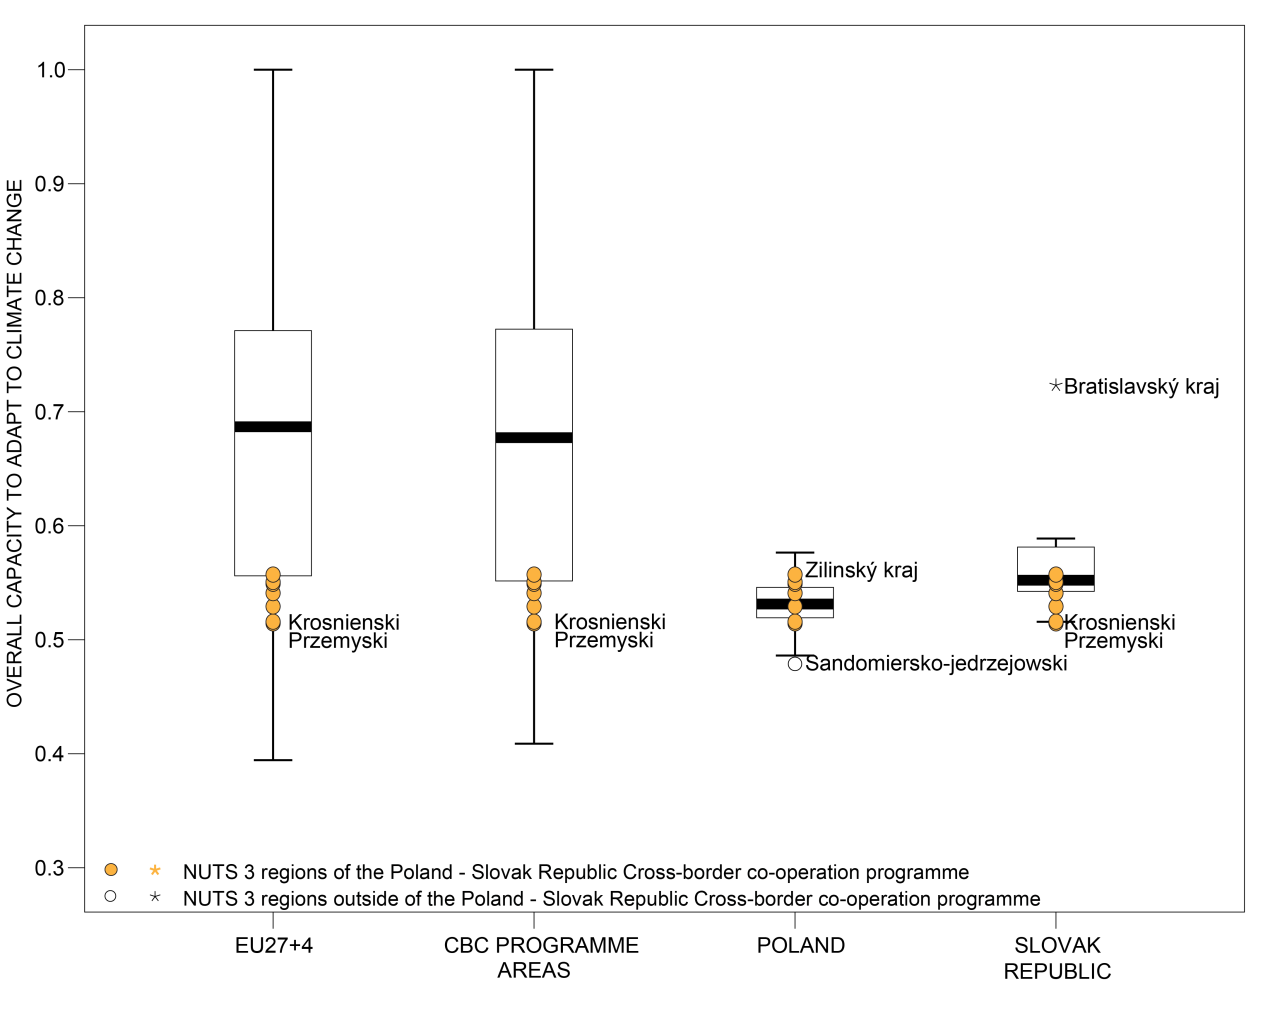 OVERALL CAPACITY TO ADAPT TO CLIMATE CHANGE
1.0
0.9
0.8
0.7
0.6
0.5
0.4
0.3
Krosnienski
Przemyski
Krosnienski
Przemyski
Zilinský kraj
Sandomiersko-jedrzejowski
Bratislavský kraj
Krosnienski
Przemyski
NUTS 3 regions of the Poland - Slovak Republic Cross-border co-operation programme
NUTS 3 regions outside of the Poland - Slovak Republic Cross-border co-operation programme
EU27+4
CBC PROGRAMME
AREAS
POLAND
SLOVAK
REPUBLIC